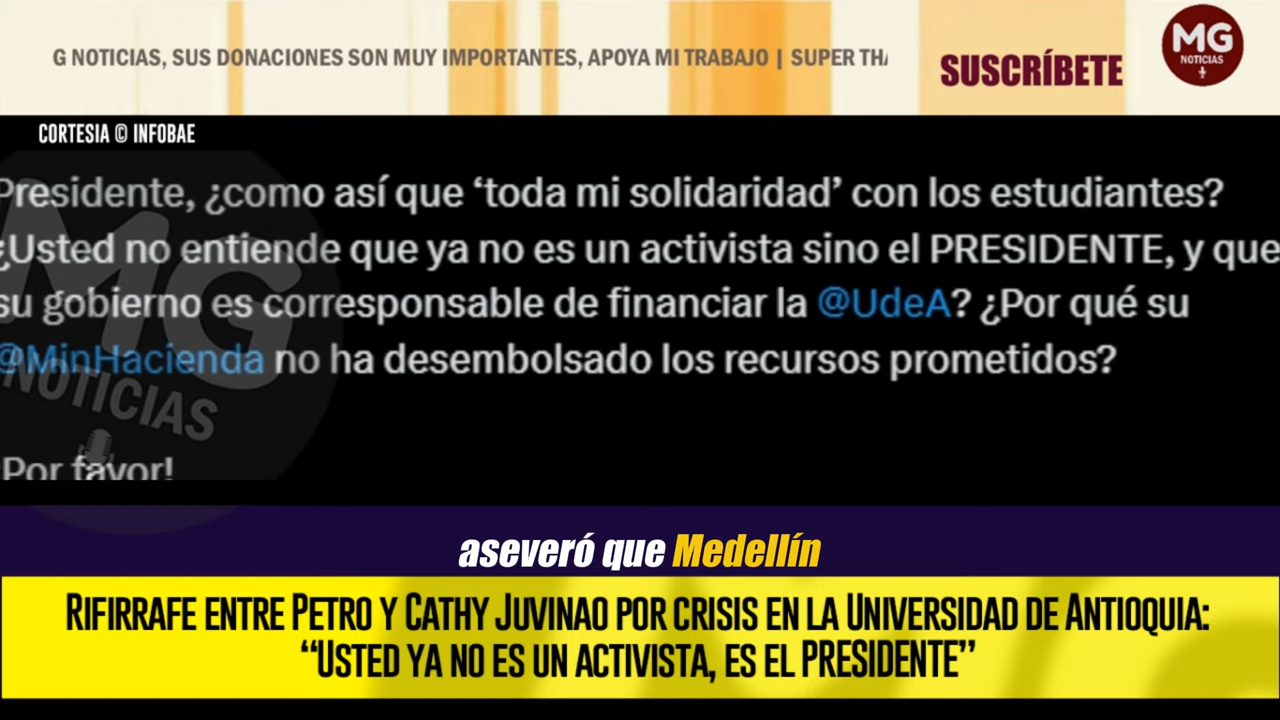 G NOTICIAS, SUS DONACIONES SON MUY IMPORTANTES, APOYA MI TRABAJO | SUPER THA
SUSCRÍBETE
MG
NOTICIAS
CORTESIA © INFOBAE
Presidente, ¿como así que ‘toda mi solidaridad’ con los estudiantes?
¿Usted no entiende que ya no es un activista sino el PRESIDENTE, y que
su gobierno es corresponsable de financiar la @UdeA? ¿Por qué su
@MinHacienda no ha desembolsado los recursos prometidos?
¡Por favor!
MG
NOTICIAS
aseveró que Medellín
RIFIRRAFE ENTRE PETRO Y CATHY JUVINAO POR CRISIS EN LA UNIVERSIDAD DE ANTIOQUIA:
“USTED YA NO ES UN ACTIVISTA, ES EL PRESIDENTE”